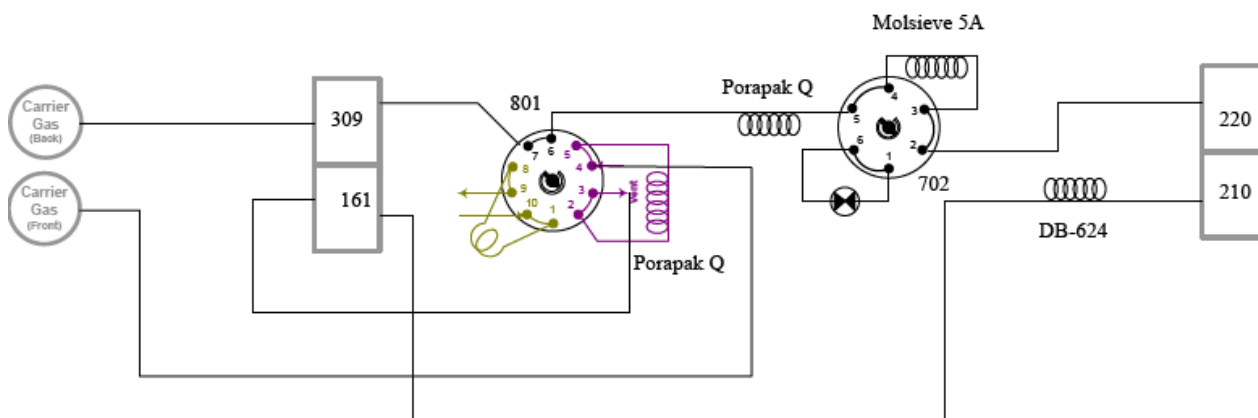 Molsieve 5A
Carrier
Gas
(Back)
309
801
Porapak Q
220
7
6
5
8
4
9
3
10
1
2
Vent
4
5
3
6
1
2
702
Carrier
Gas
(Front)
161
210
DB-624
Porapak Q